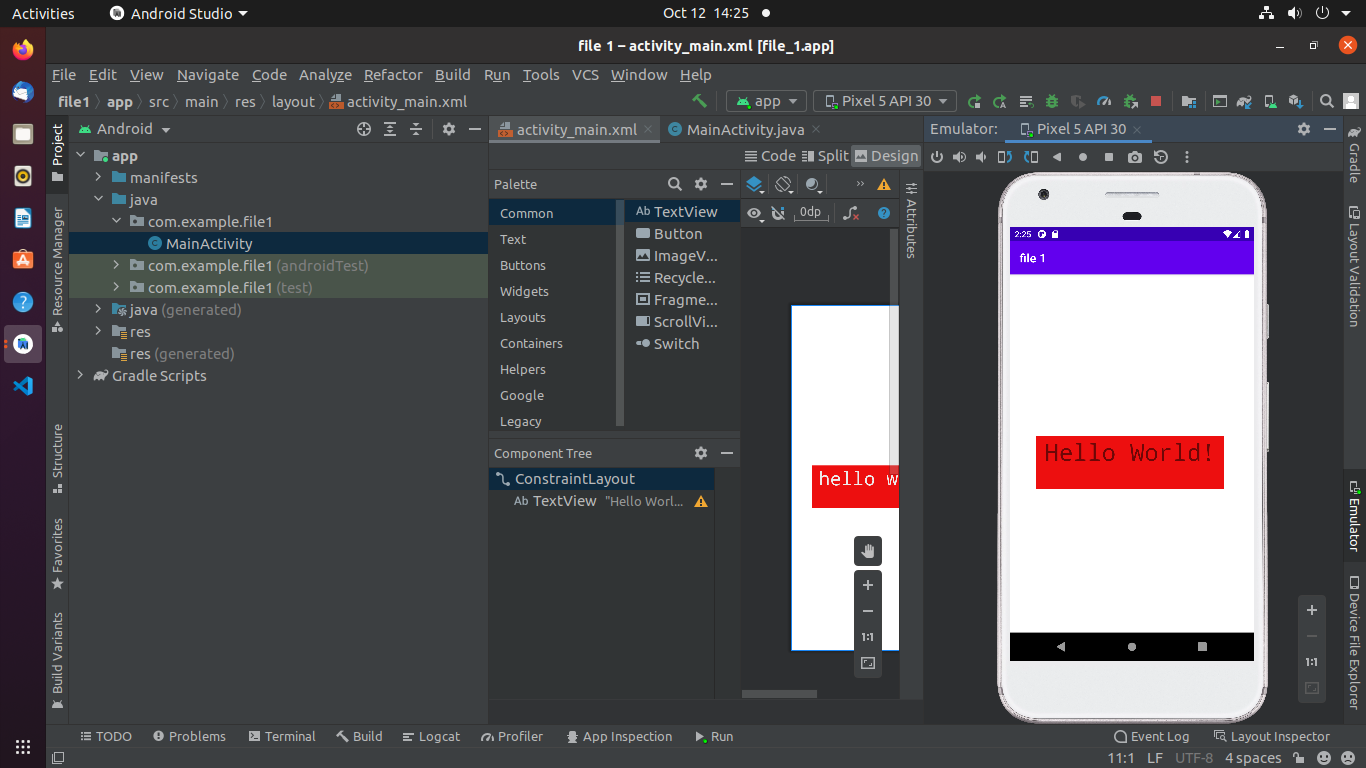 Activities Android Studio Oct 12 14:25
file 1 – activity_main.xml [file_1.app]
File Edit View Navigate Code Analyze Refactor Build Run Tools VCS Window Help
file1 app src main res layout activity_main.xml app Pixel 5 API 30
Project
Resource Manager
Structure
Favorites
Build Variants
Android
app
manifests
java
com.example.file1
MainActivity
com.example.file1 (androidTest)
com.example.file1 (test)
java (generated)
res
res (generated)
Gradle Scripts
activity_main.xml MainActivity.java
Code Split Design
Palette
Common
Text
Buttons
Widgets
Layouts
Containers
Helpers
Google
Legacy
Ab TextView
Button
ImageV...
Recycle...
Fragme...
ScrollVi...
Switch
0dp
Component Tree
ConstraintLayout
Ab TextView "Hello Worl...
hello w
1:1
Attributes
Emulator: Pixel 5 API 30
2:25
file 1
Hello World!
1:1
Gradle
Layout Validation
Emulator
Device File Explorer
TODO Problems Terminal Build Logcat Profiler App Inspection Run Event Log Layout Inspector
11:1 LF UTF-8 4 spaces